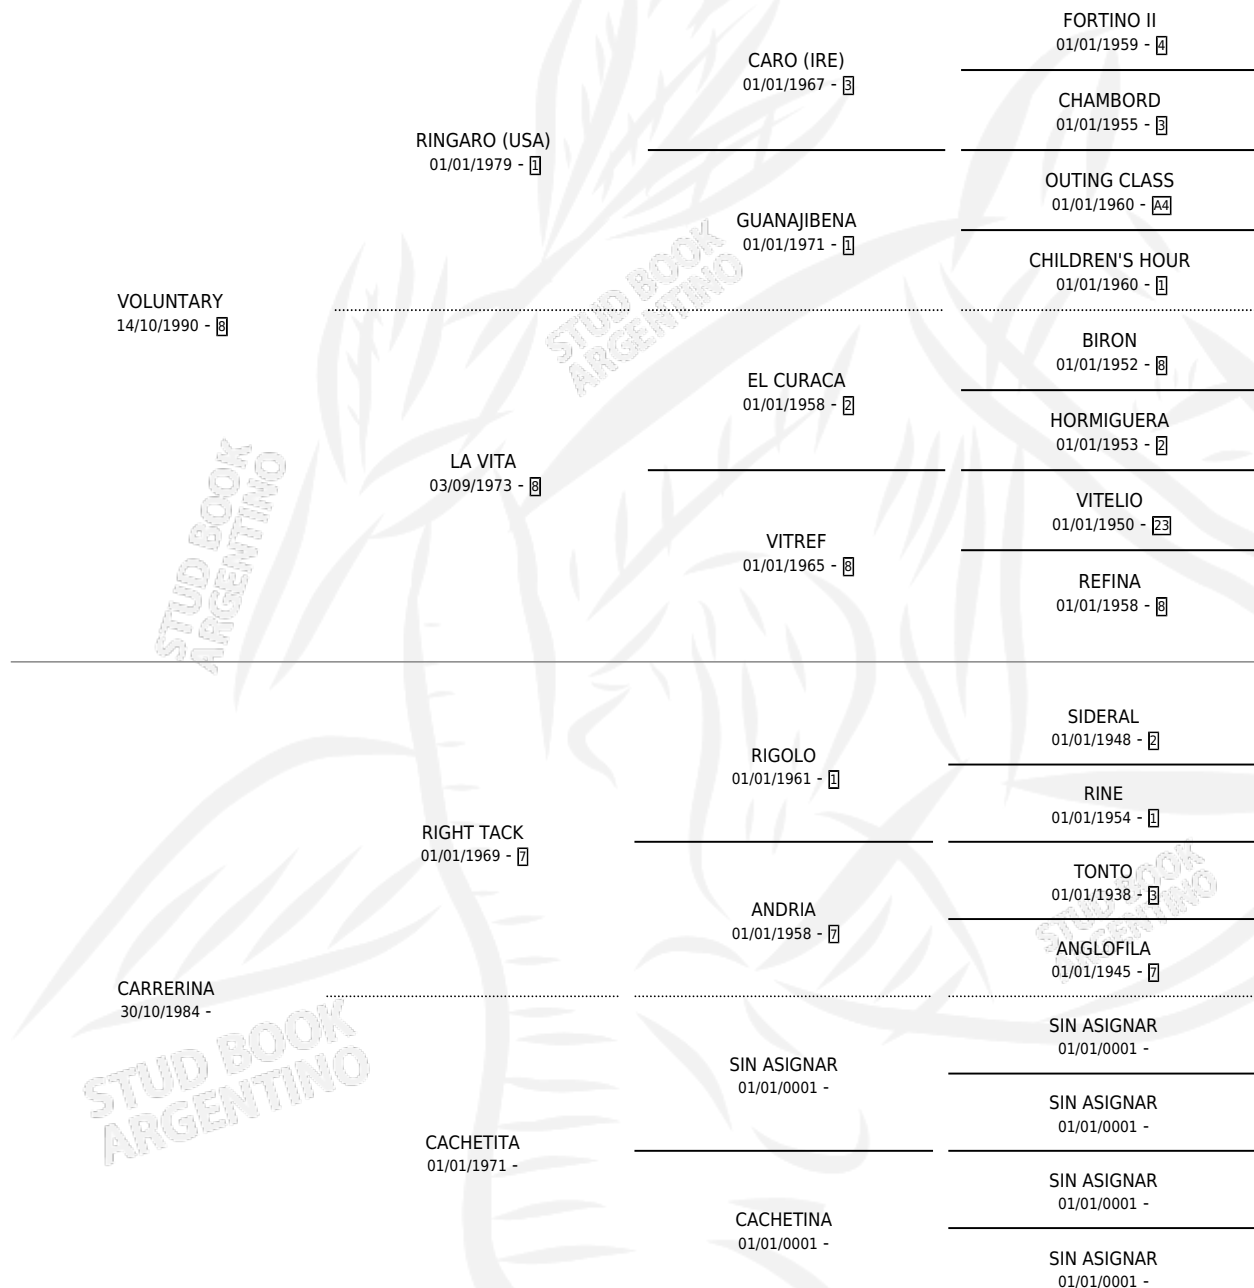 FORTINO II
01/01/1959 - 4
CARO (IRE)
01/01/1967 - 3
CHAMBORD
01/01/1955 - 3
RINGARO (USA)
01/01/1979 - 1
OUTING CLASS
01/01/1960 - A4
GUANAJIBENA
01/01/1971 - 1
CHILDREN'S HOUR
01/01/1960 - 1
VOLUNTARY
14/10/1990 - 8
BIRON
01/01/1952 - 8
EL CURACA
01/01/1958 - 2
HORMIGUERA
01/01/1953 - 2
LA VITA
03/09/1973 - 8
VITELIO
01/01/1950 - 23
VITREF
01/01/1965 - 8
REFINA
01/01/1958 - 8
SIDERAL
01/01/1948 - 2
RIGOLO
01/01/1961 - 1
RINE
01/01/1954 - 1
RIGHT TACK
01/01/1969 - 7
TONTO
01/01/1938 - 3
ANDRIA
01/01/1958 - 7
ANGLOFILA
01/01/1945 - 7
CARRERINA
30/10/1984 -
SIN ASIGNAR
01/01/0001 -
SIN ASIGNAR
01/01/0001 -
SIN ASIGNAR
01/01/0001 -
CACHETITA
01/01/1971 -
SIN ASIGNAR
01/01/0001 -
CACHETINA
01/01/0001 -
SIN ASIGNAR
01/01/0001 -
STUD BOOK
ARGENTINO
STUD BOOK
ARGENTINO
STUD BOOK
ARGENTINO
STUD BOOK
ARGENTINO